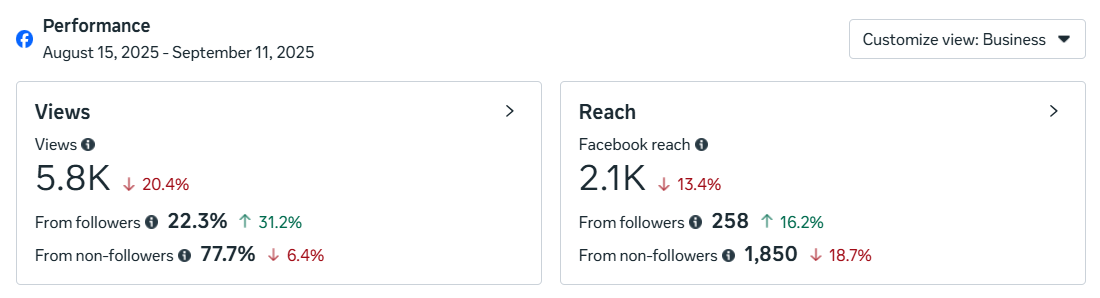 Performance
August 15, 2025 - September 11, 2025
Customize view: Business
Views
Views
5.8K ↓ 20.4%
From followers 22.3% ↑ 31.2%
From non-followers 77.7% ↓ 6.4%
Reach
Facebook reach
2.1K ↓ 13.4%
From followers 258 ↑ 16.2%
From non-followers 1,850 ↓ 18.7%